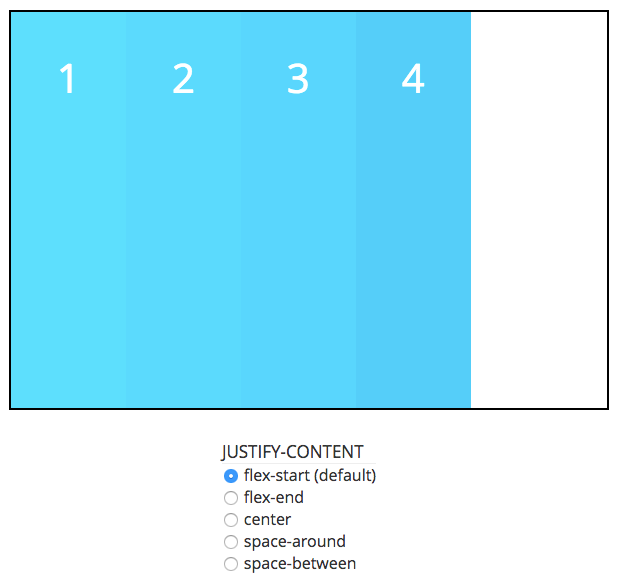 1 2 3 4
JUSTIFY-CONTENT
flex-start (default)
flex-end
center
space-around
space-between